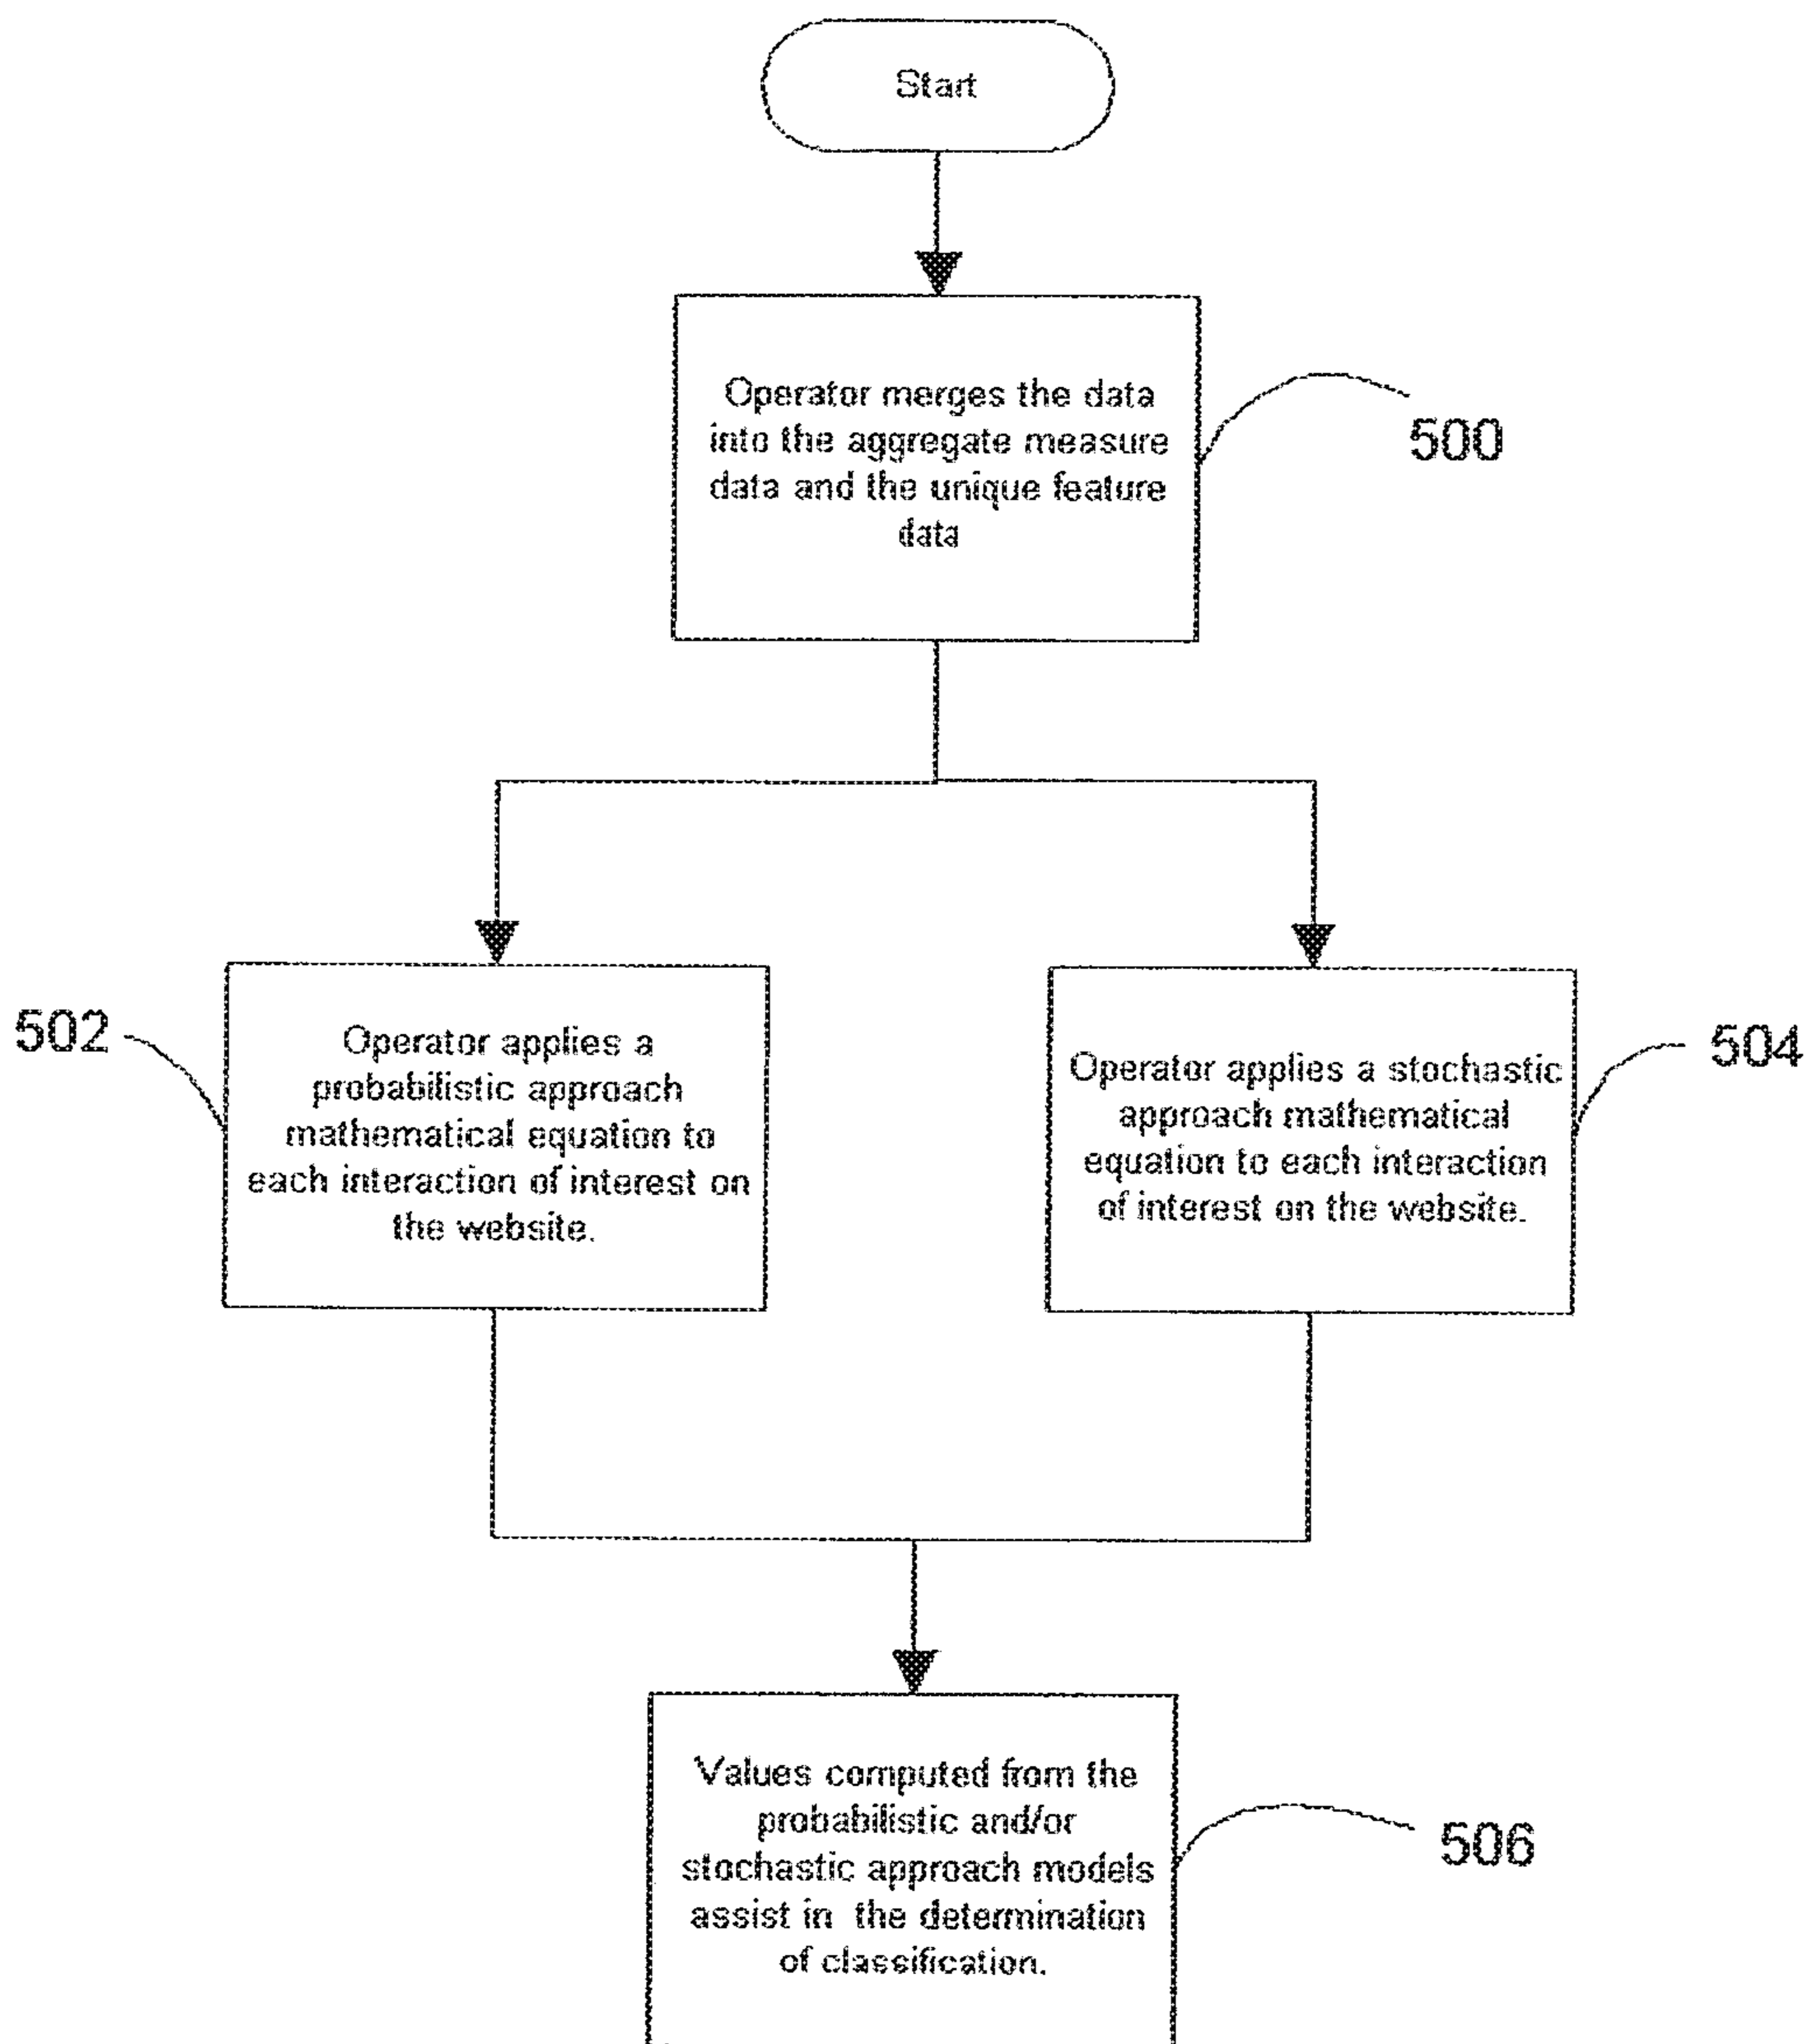 Start
Operator merges the data
into the aggregate measure
data and the unique feature
data
500
502
Operator applies a
probabilistic approach
mathematical equation to
each interaction of interest on
the website.
Operator applies a stochastic
approach mathematical
equation to each interaction
of interest on the website.
504
Values computed from the
probabilistic and/or
stochastic approach models
assist in the determination
of classification.
506